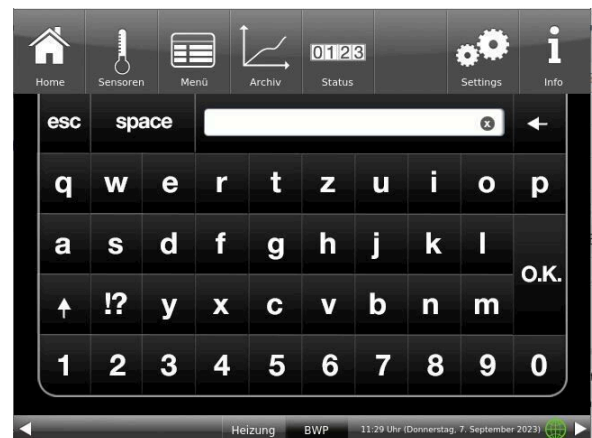 0123
Home Sensoren Menü Archiv Status Settings Info
esc space
q w e r t z u i o p
a s d f g h j k l
O.K.
!? y x c v b n m
1 2 3 4 5 6 7 8 9 0
Heizung BWP 11:29 Uhr (Donnerstag, 7. September 2023)